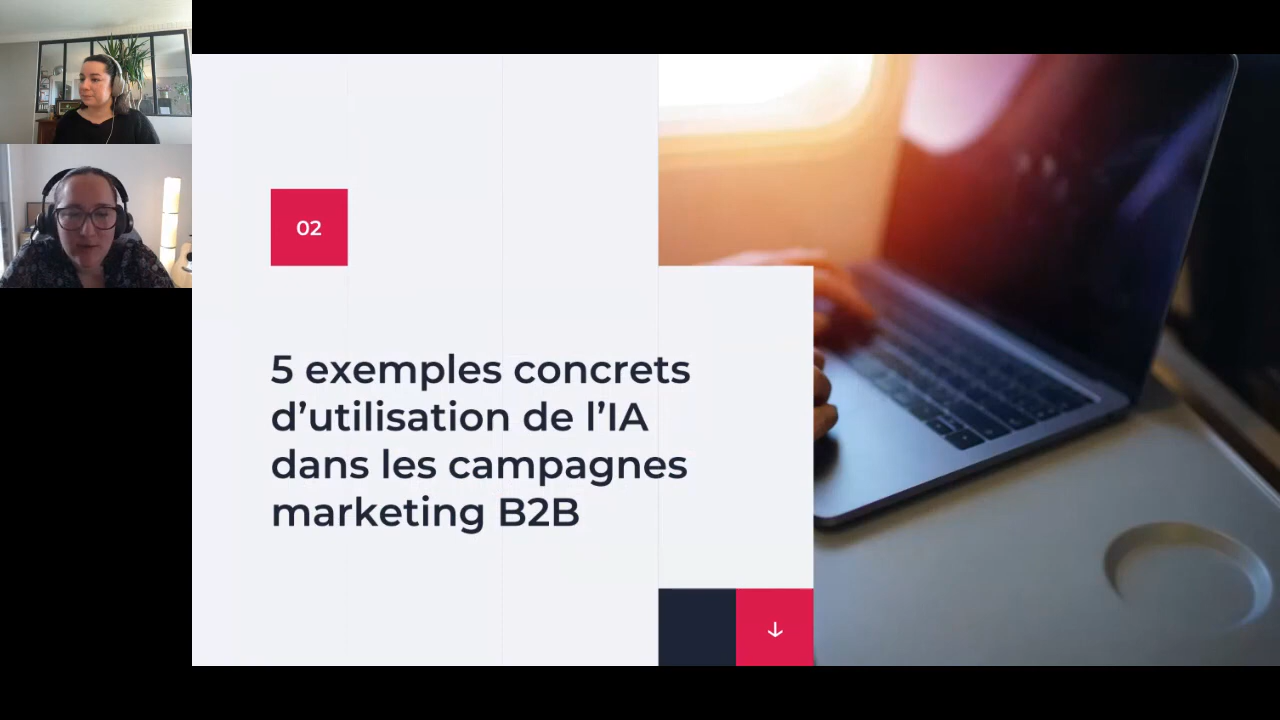 02
5 exemples concrets
d’utilisation de l’IA
dans les campagnes
marketing B2B